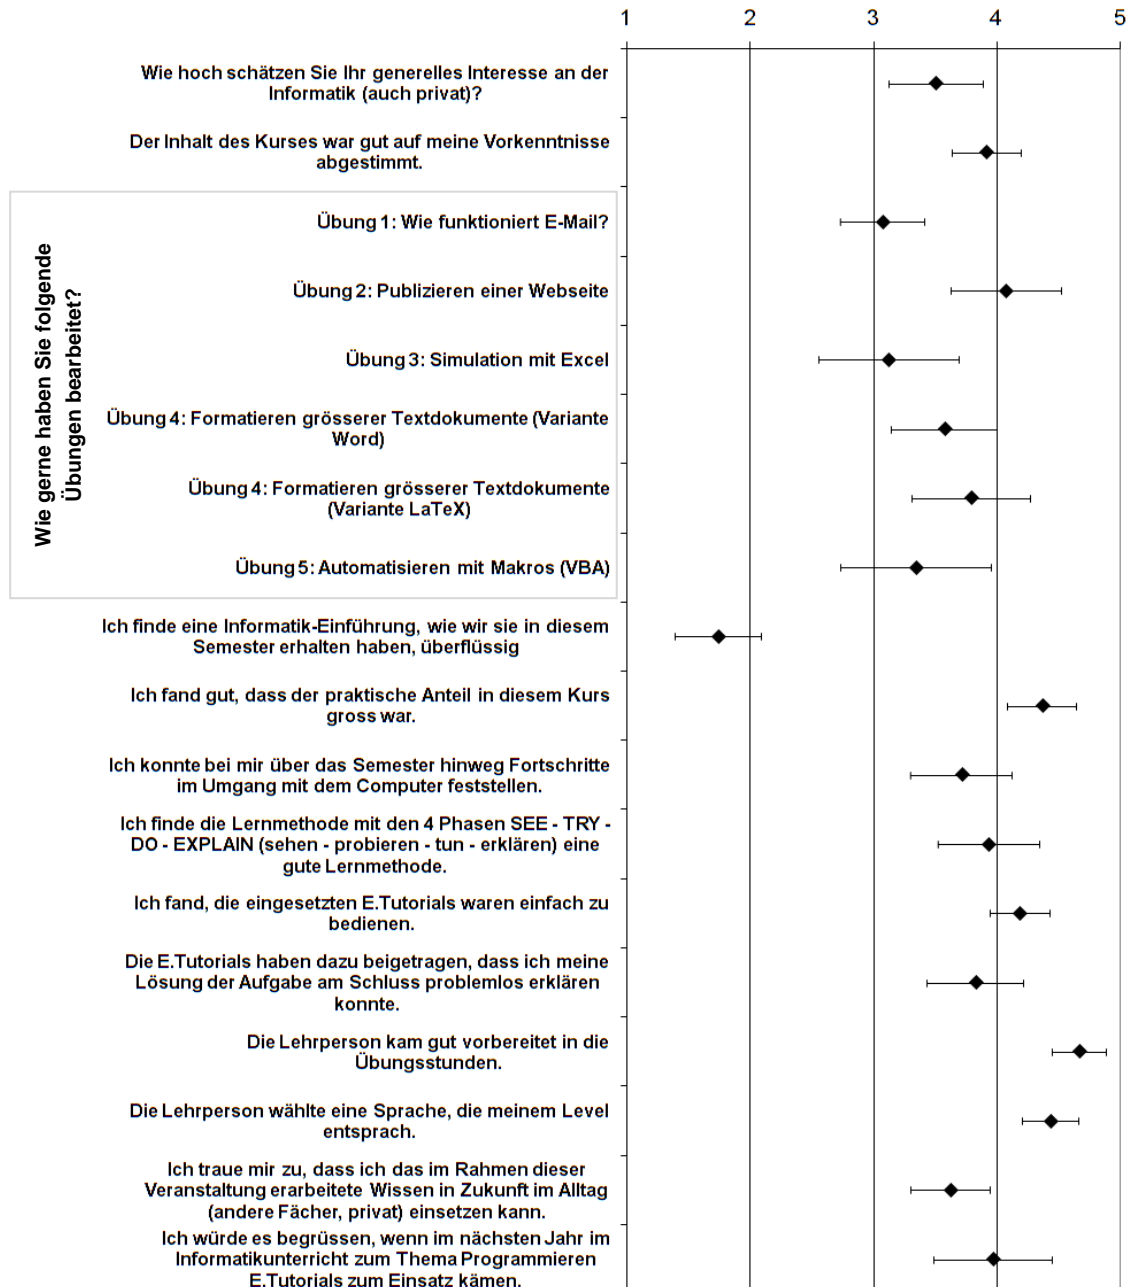 1 2 3 4 5
Wie hoch schätzen Sie Ihr generelles Interesse an der
Informatik (auch privat)?
Der Inhalt des Kurses war gut auf meine Vorkenntnisse
abgestimmt.
Wie gerne haben Sie folgende
Übungen bearbeitet?
Übung 1: Wie funktioniert E-Mail?
Übung 2: Publizieren einer Webseite
Übung 3: Simulation mit Excel
Übung 4: Formatieren grösserer Textdokumente (Variante
Word)
Übung 4: Formatieren grösserer Textdokumente
(Variante LaTeX)
Übung 5: Automatisieren mit Makros (VBA)
Ich finde eine Informatik-Einführung, wie wir sie in diesem
Semester erhalten haben, überflüssig
Ich fand gut, dass der praktische Anteil in diesem Kurs
gross war.
Ich konnte bei mir über das Semester hinweg Fortschritte
im Umgang mit dem Computer feststellen.
Ich finde die Lernmethode mit den 4 Phasen SEE - TRY -
DO - EXPLAIN (sehen - probieren - tun - erklären) eine
gute Lernmethode.
Ich fand, die eingesetzten E.Tutorials waren einfach zu
bedienen.
Die E.Tutorials haben dazu beigetragen, dass ich meine
Lösung der Aufgabe am Schluss problemlos erklären
konnte.
Die Lehrperson kam gut vorbereitet in die
Übungsstunden.
Die Lehrperson wählte eine Sprache, die meinem Level
entsprach.
Ich traue mir zu, dass ich das im Rahmen dieser
Veranstaltung erarbeitete Wissen in Zukunft im Alltag
(andere Fächer, privat) einsetzen kann.
Ich würde es begrüssen, wenn im nächsten Jahr im
Informatikunterricht zum Thema Programmieren
E.Tutorials zum Einsatz kämen.